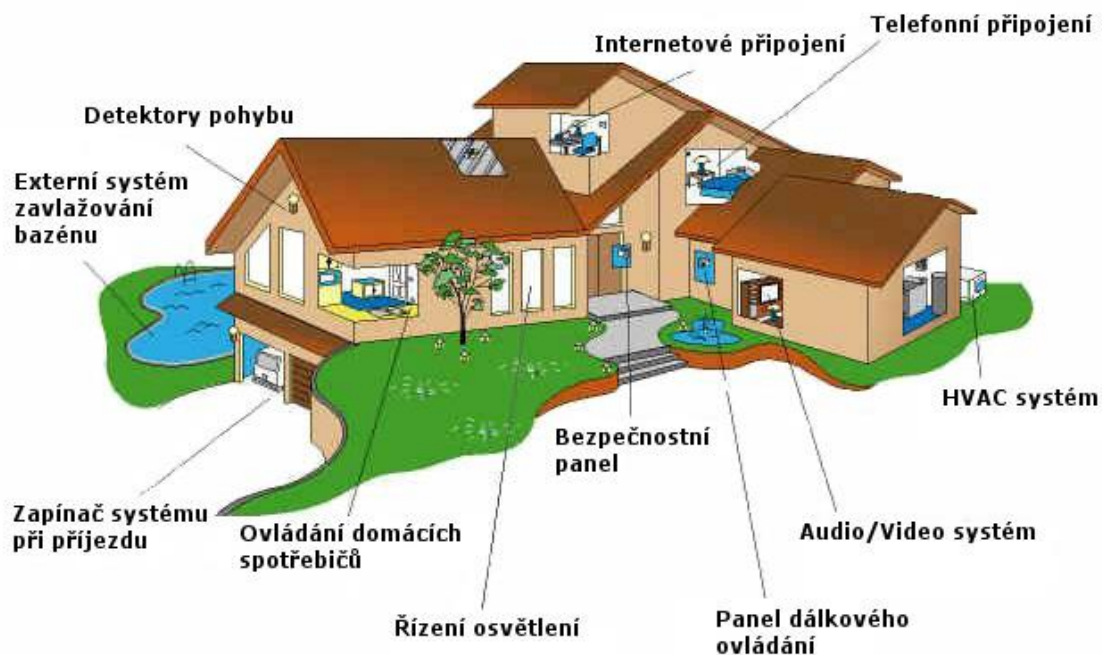 Telefonní připojení
Internetové připojení
Detektory pohybu
Externí systém
zavlažování
bazénu
HVAC systém
Bezpečnostní
panel
Zapínač systému
při příjezdu
Ovládání domácích
spotřebičů
Audio/Video systém
Řízení osvětlení
Panel dálkového
ovládání